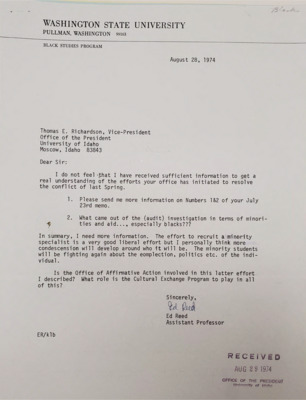 Black
WASHINGTON STATE UNIVERSITY
PULLMAN, WASHINGTON 99163
BLACK STUDIES PROGRAM
August 28, 1974
Thomas E. Richardson, Vice-President
Office of the President
University of Idaho
Moscow, Idaho 83843
Dear Sir:
I do not feel that I have received sufficient information to get a
real understanding of the efforts your office has initiated to resolve
the conflict of last Spring.
1. Please send me more information on Numbers 1&2 of your July
23rd memo.
2. What came out of the (audit) investigation in terms of minori-
ties and aid..., especially blacks???
In summary, I need more information. The effort to recruit a minority
specialist is a very good liberal effort but I personally think more
condescension will develop around who it will be. The minority students
will be fighting again about the complection, politics etc. of the ind-
ividual.
Is the Office of Affirmative Action involved in this latter effort
I described? What role is the Cultural Exchange Program to play in all
of this?
Sincerely,
Ed Reed
Ed Reed
Assistant Professor
ER/klb
RECEIVED
AUG 29 1974
OFFICE OF THE PRESIDENT
UNIVERSITY OF IDAHO